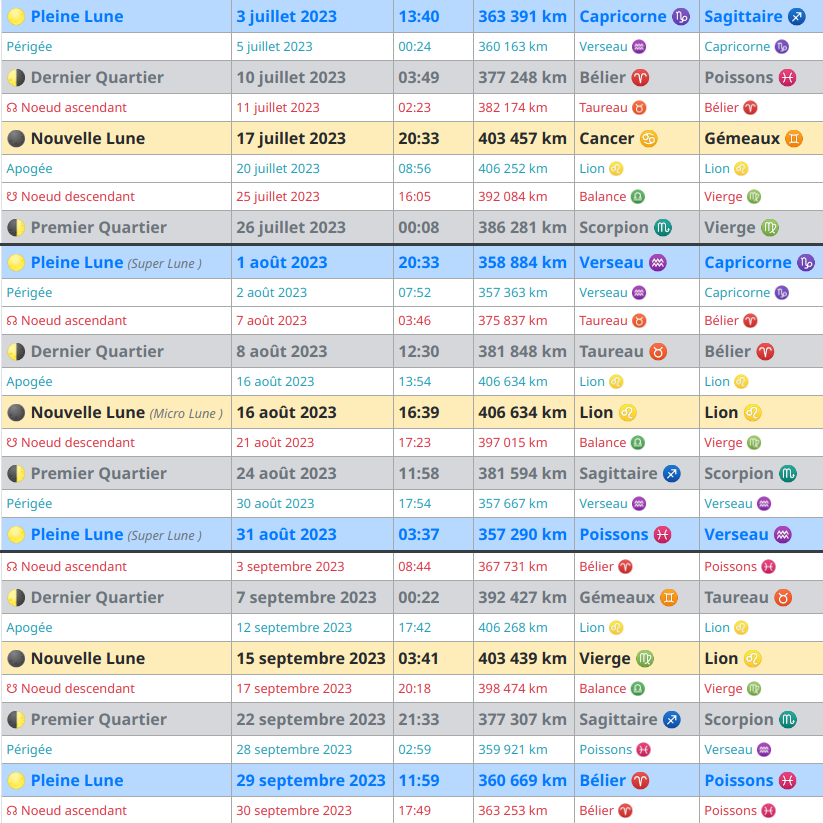 Pleine Lune 3 juillet 2023 13:40 363 391 km Capricorne ♑ Sagittaire ♐
Périgée 5 juillet 2023 00:24 360 163 km Verseau ♒ Capricorne ♑
Dernier Quartier 10 juillet 2023 03:49 377 248 km Bélier ♈ Poissons ♓
☊ Noeud ascendant 11 juillet 2023 02:23 382 174 km Taureau ♉ Bélier ♈
Nouvelle Lune 17 juillet 2023 20:33 403 457 km Cancer ♋ Gémeaux ♊
Apogée 20 juillet 2023 08:56 406 252 km Lion ♌ Lion ♌
☋ Noeud descendant 25 juillet 2023 16:05 392 084 km Balance ♎ Vierge ♍
Premier Quartier 26 juillet 2023 00:08 386 281 km Scorpion ♏ Vierge ♍
Pleine Lune (Super Lune ) 1 août 2023 20:33 358 884 km Verseau ♒ Capricorne ♑
Périgée 2 août 2023 07:52 357 363 km Verseau ♒ Capricorne ♑
☊ Noeud ascendant 7 août 2023 03:46 375 837 km Taureau ♉ Bélier ♈
Dernier Quartier 8 août 2023 12:30 381 848 km Taureau ♉ Bélier ♈
Apogée 16 août 2023 13:54 406 634 km Lion ♌ Lion ♌
Nouvelle Lune (Micro Lune ) 16 août 2023 16:39 406 634 km Lion ♌ Lion ♌
☋ Noeud descendant 21 août 2023 17:23 397 015 km Balance ♎ Vierge ♍
Premier Quartier 24 août 2023 11:58 381 594 km Sagittaire ♐ Scorpion ♏
Périgée 30 août 2023 17:54 357 667 km Verseau ♒ Verseau ♒
Pleine Lune (Super Lune ) 31 août 2023 03:37 357 290 km Poissons ♓ Verseau ♒
☊ Noeud ascendant 3 septembre 2023 08:44 367 731 km Bélier ♈ Poissons ♓
Dernier Quartier 7 septembre 2023 00:22 392 427 km Gémeaux ♊ Taureau ♉
Apogée 12 septembre 2023 17:42 406 268 km Lion ♌ Lion ♌
Nouvelle Lune 15 septembre 2023 03:41 403 439 km Vierge ♍ Lion ♌
☋ Noeud descendant 17 septembre 2023 20:18 398 474 km Balance ♎ Vierge ♍
Premier Quartier 22 septembre 2023 21:33 377 307 km Sagittaire ♐ Scorpion ♏
Périgée 28 septembre 2023 02:59 359 921 km Poissons ♓ Verseau ♒
Pleine Lune 29 septembre 2023 11:59 360 669 km Bélier ♈ Poissons ♓
☊ Noeud ascendant 30 septembre 2023 17:49 363 253 km Bélier ♈ Poissons ♓